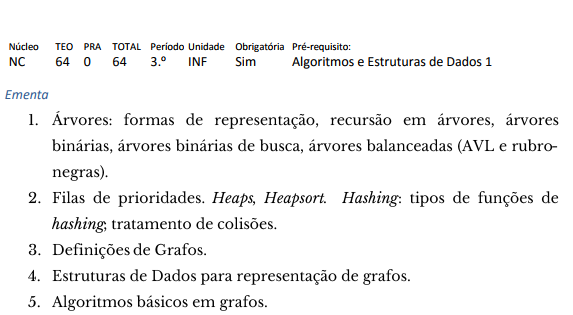 Núcleo TEO PRA TOTAL Período Unidade Obrigatória Pré-requisito:
NC 64 0 64 3.º INF Sim Algoritmos e Estruturas de Dados 1
Ementa
1. Árvores: formas de representação, recursão em árvores, árvores
binárias, árvores binárias de busca, árvores balanceadas (AVL e rubro-
negras).
2. Filas de prioridades. Heaps, Heapsort. Hashing: tipos de funções de
hashing; tratamento de colisões.
3. Definições de Grafos.
4. Estruturas de Dados para representação de grafos.
5. Algoritmos básicos em grafos.